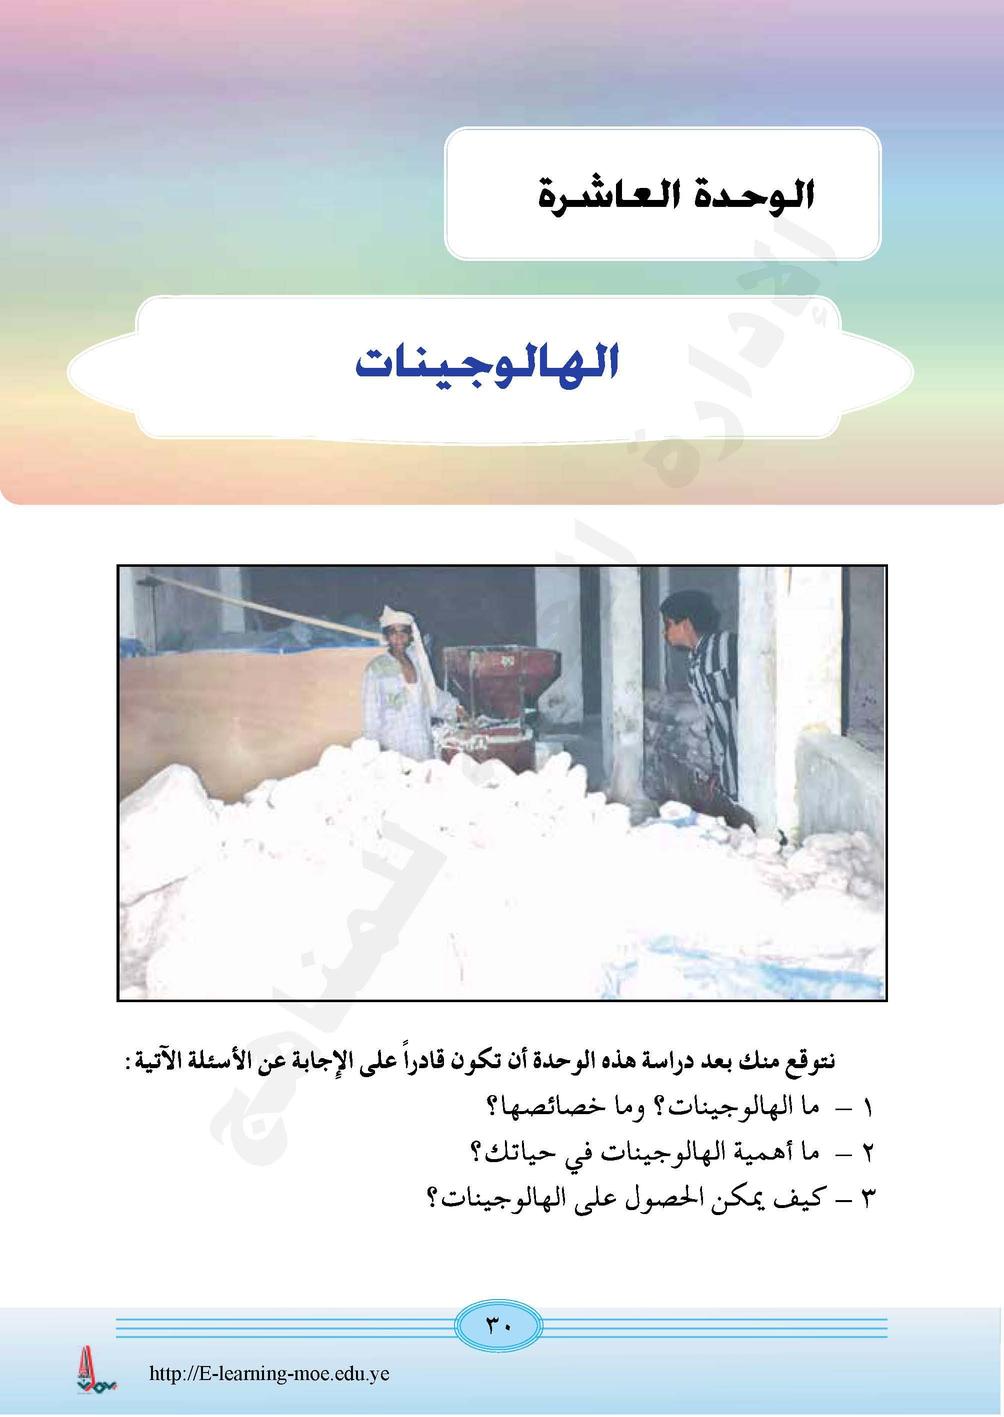 الوحدة العاشرة
الهالوجينات
نتوقع منك بعد دراسة هذه الوحدة أن تكون قادراً على الإجابة عن الأسئلة الآتية :
١ – ما الهالوجينات؟ وما خصائصها؟
٢ – ما أهمية الهالوجينات في حياتك؟
٣ – كيف يمكن الحصول على الهالوجينات؟
٣٠
http://E-learning-moe.edu.ye